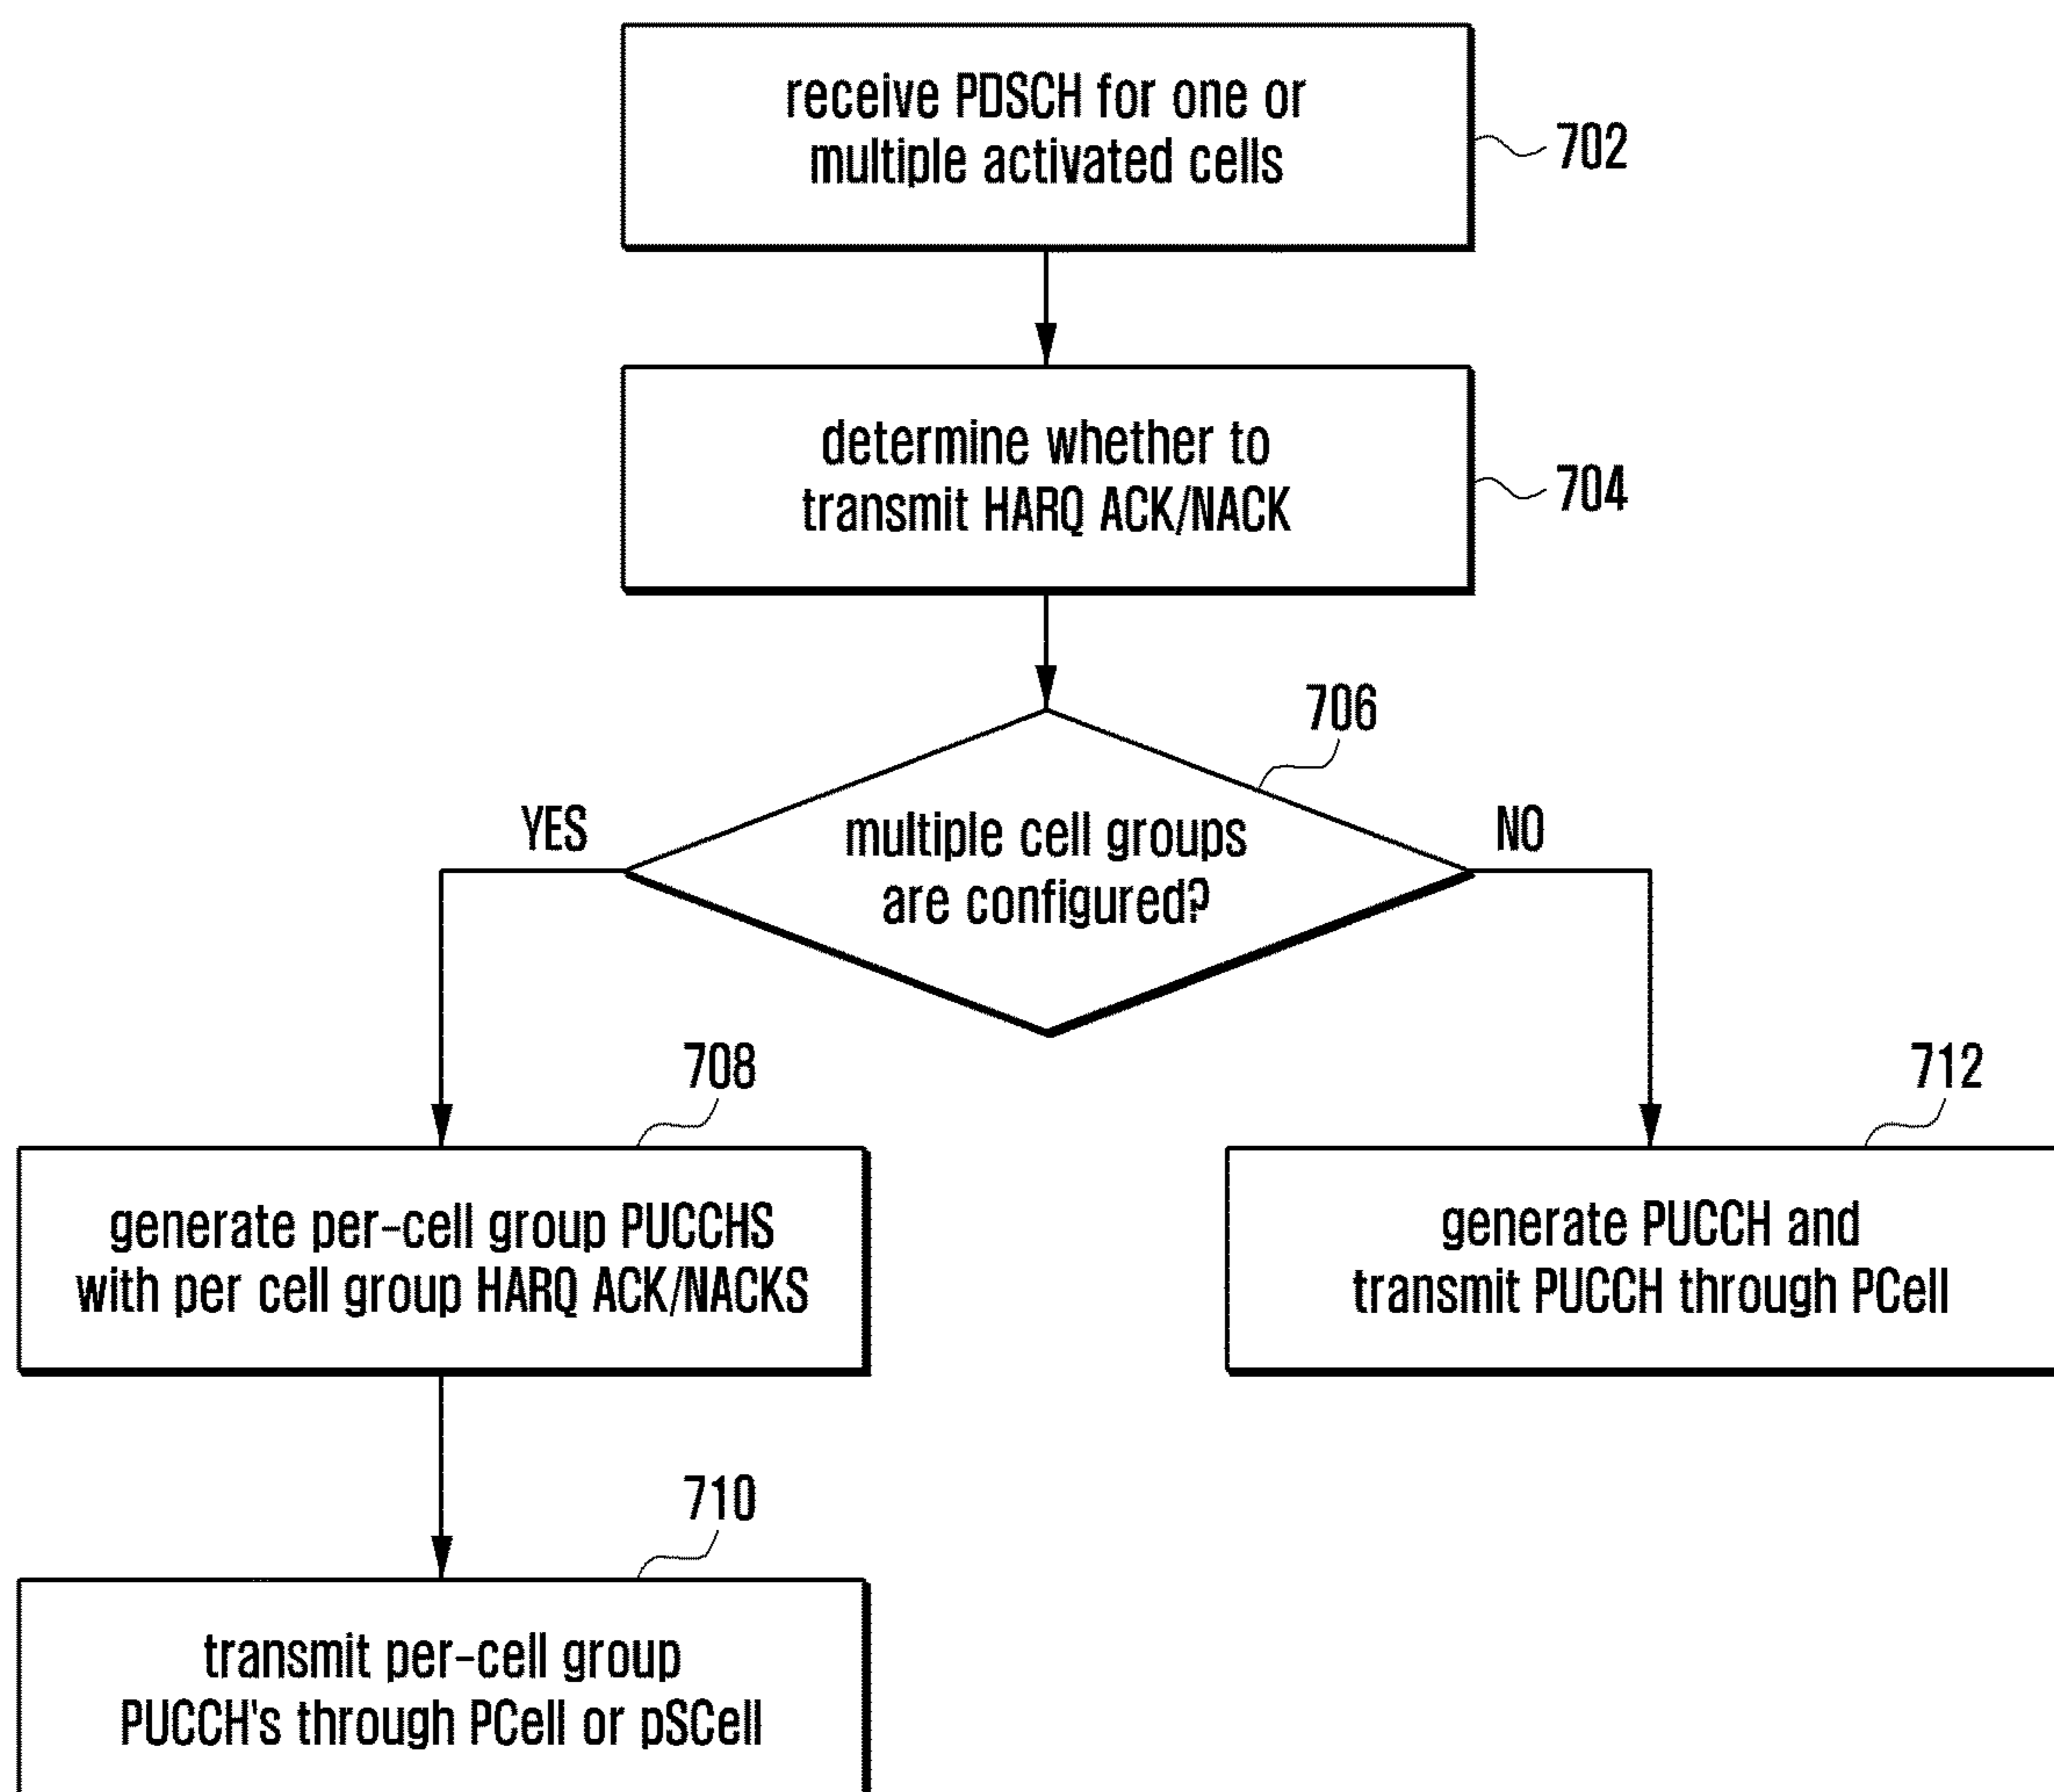 receive PDSCH for one or
multiple activated cells
702
determine whether to
transmit HARQ ACK/NACK
704
706
YES
multiple cell groups
are configured?
NO
708
generate per-cell group PUCCHS
with per cell group HARQ ACK/NACKS
712
generate PUCCH and
transmit PUCCH through PCell
710
transmit per-cell group
PUCCH's through PCell or pSCell